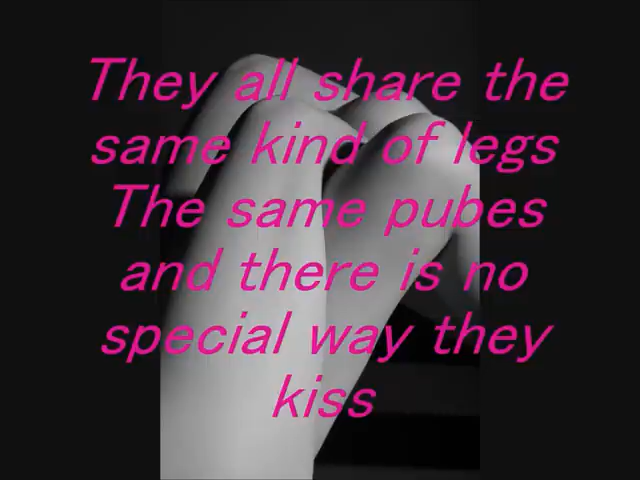 They all share the
same kind of legs
The same pubes
and there is no
special way they
kiss